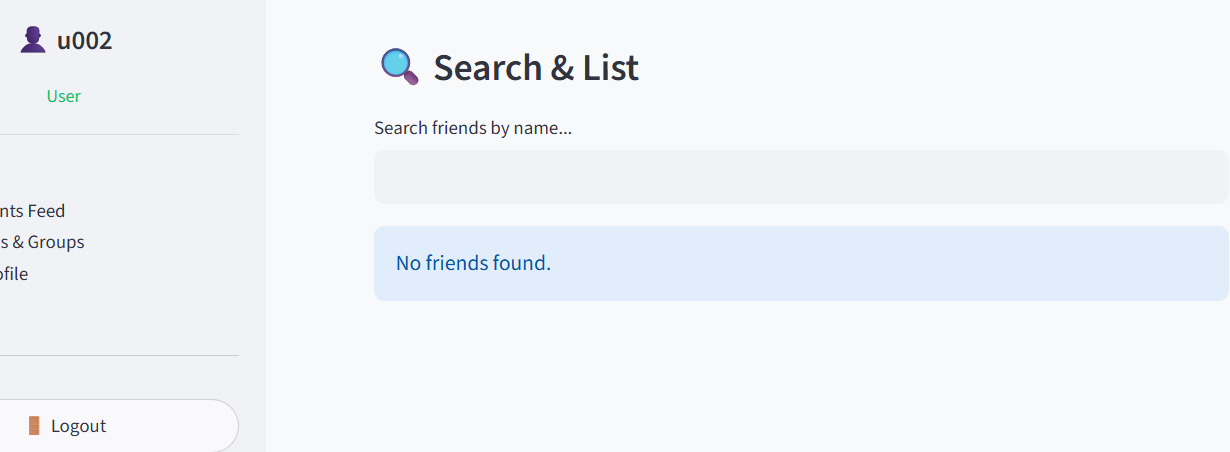 u002
User
nts Feed
s & Groups
ofile
Logout
Search & List
Search friends by name...
No friends found.